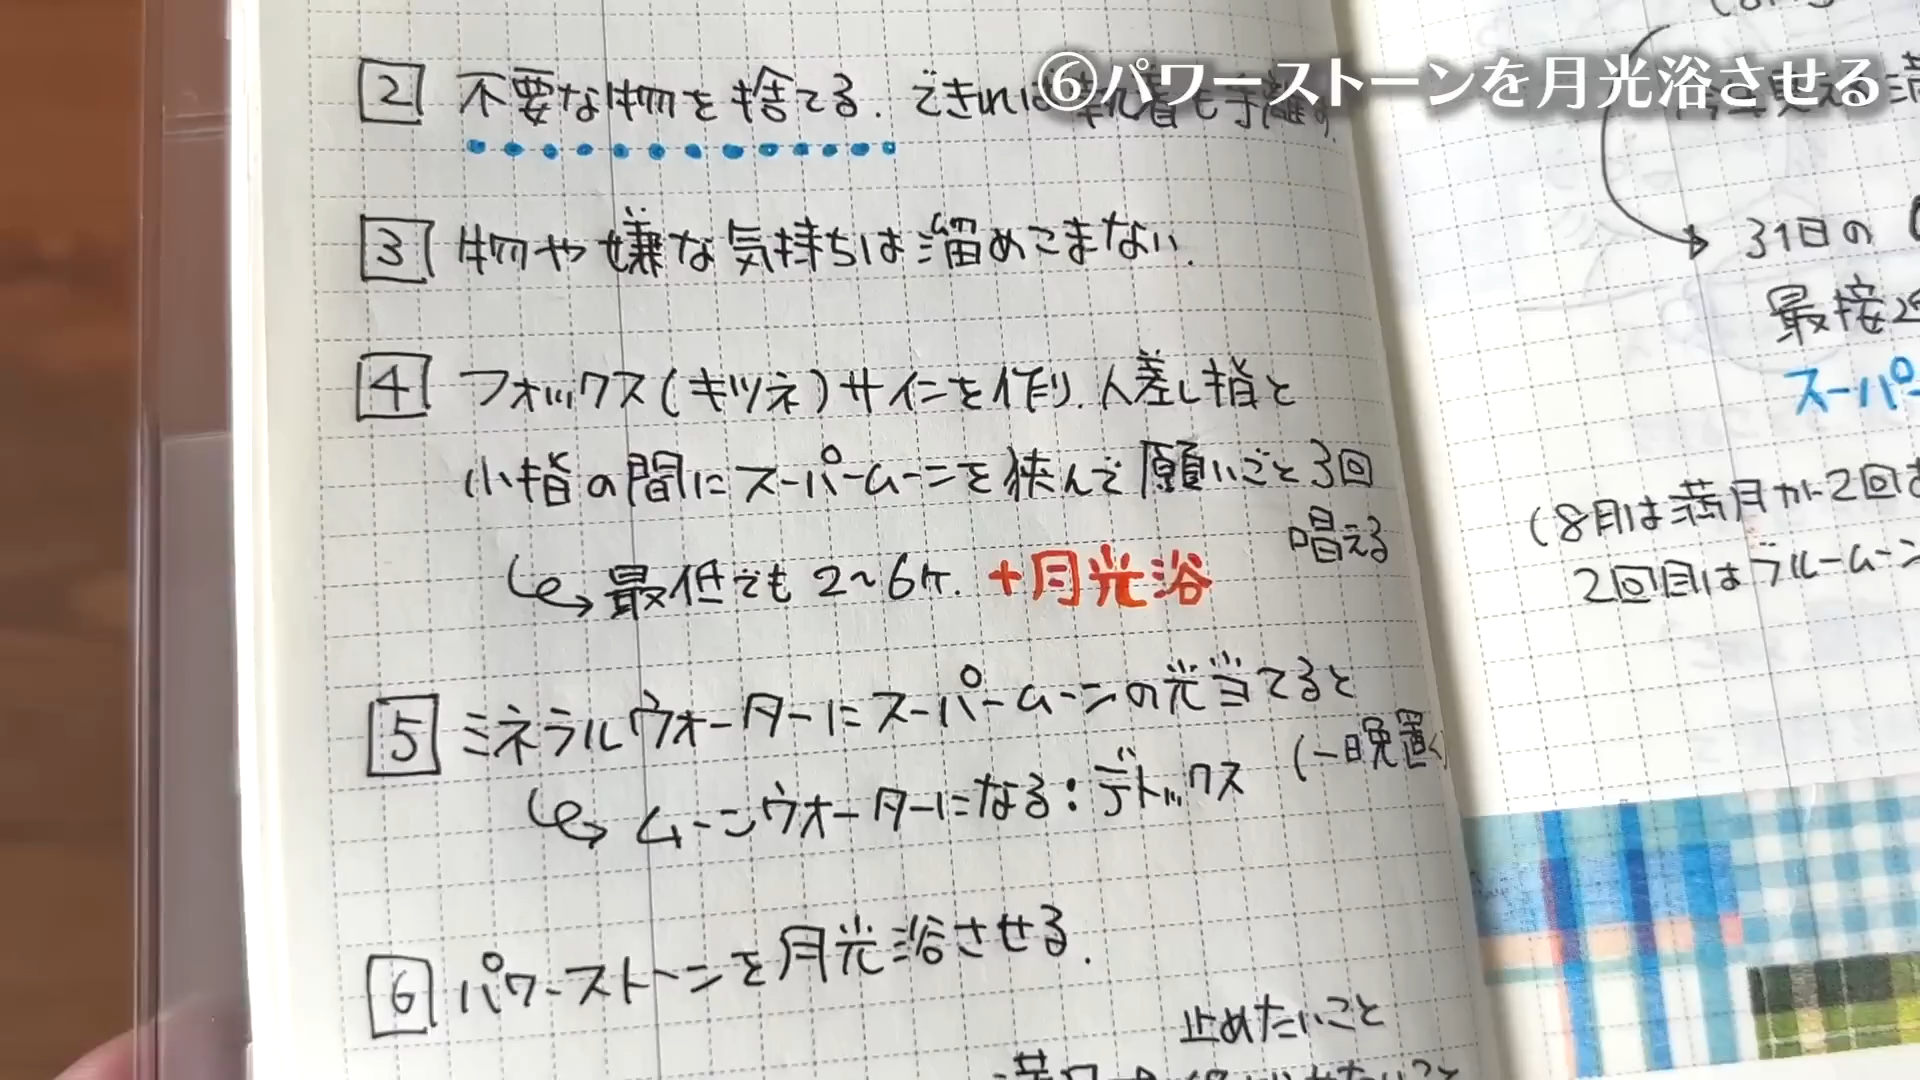 ⑥パワーストーンを月光浴させる
2 不要な物を捨てる. できれば執着も手離す.
3 物や嫌な気持ちは溜めこまない.
4 フォックス(キツネ)サインを作り.人差し指と
小指の間にスーパームーンを挟んで願いごと3回
唱える
最低でも2~6ヶ. +月光浴
5 ミネラルウォーターにスーパームーンの光当てると
(一晩置く)
ムーンウォーターになる:デトックス
6 パワーストーンを月光浴させる.
止めたいこと
31日の
最接近
スーパー
(8月は満月が2回
2回目はブルームーン